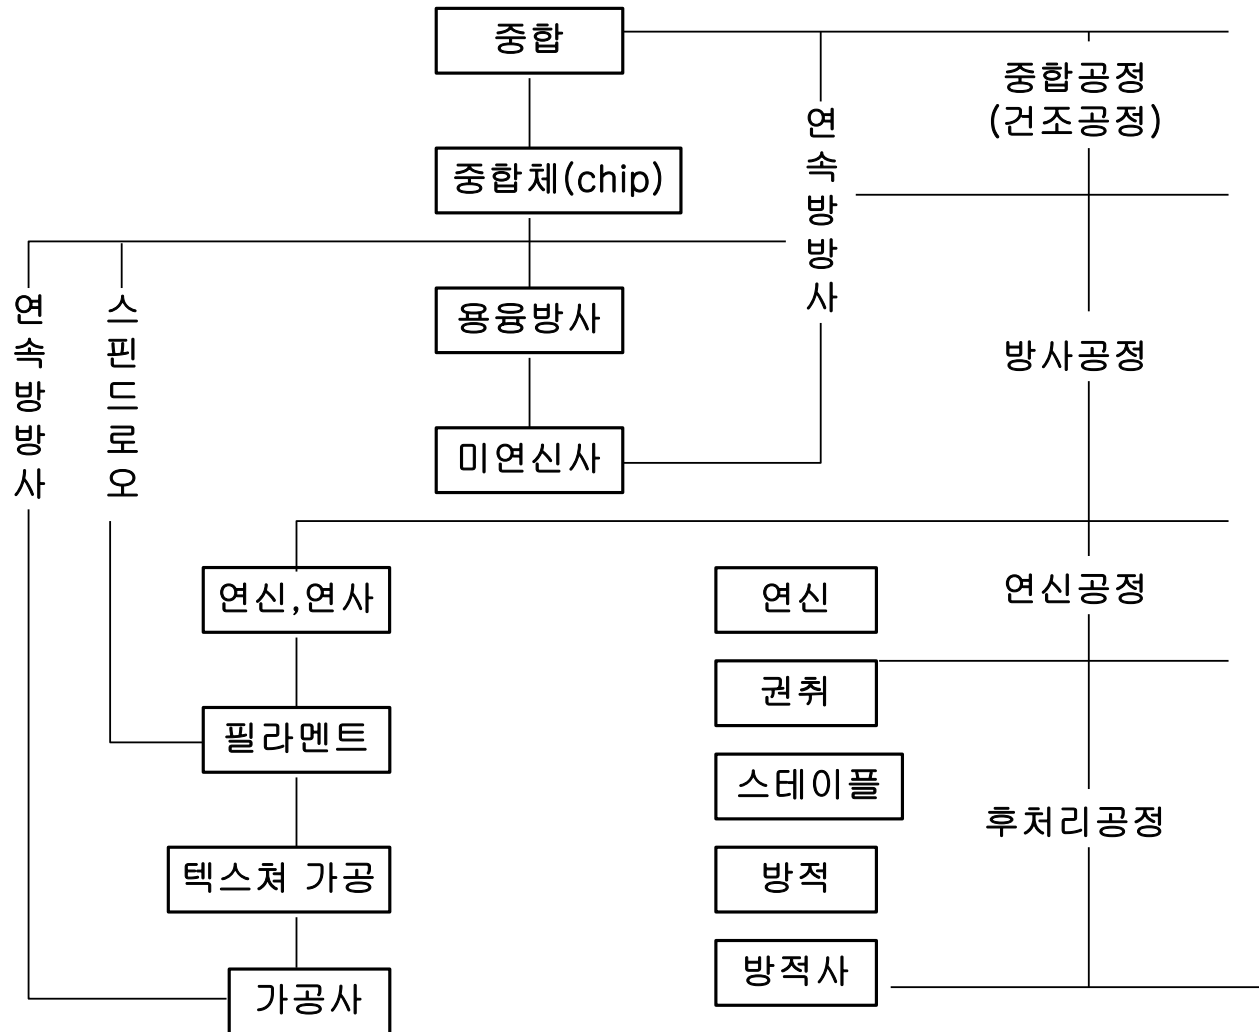 중합
중합공정
(건조공정)
연속방방사
중합체(chip)
연속방방사
스핀드로오
용융방사
방사공정
미연신사
연신,연사
연신
연신공정
권취
필라멘트
스테이플
후처리공정
텍스쳐 가공
방적
방적사
가공사